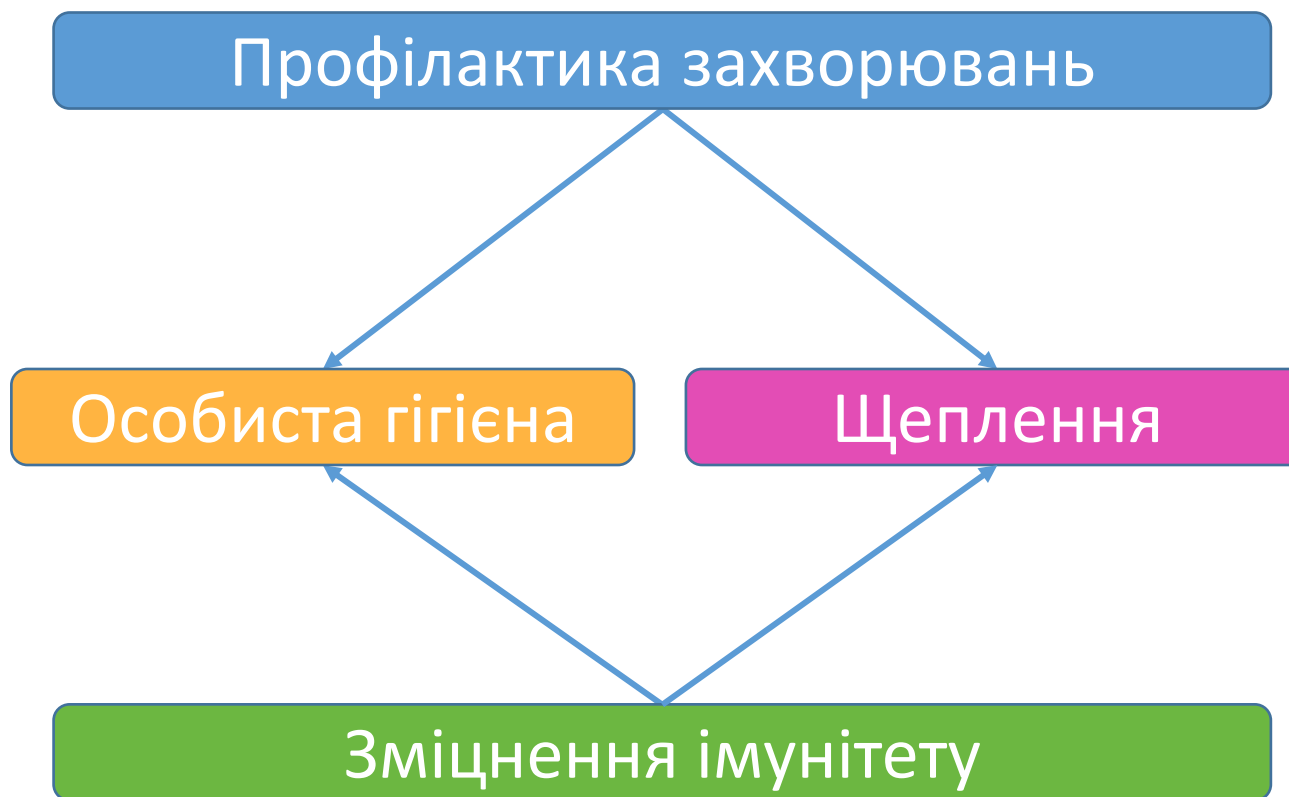 Профілактика захворювань
Особиста гігієна
Щеплення
Зміцнення імунітету